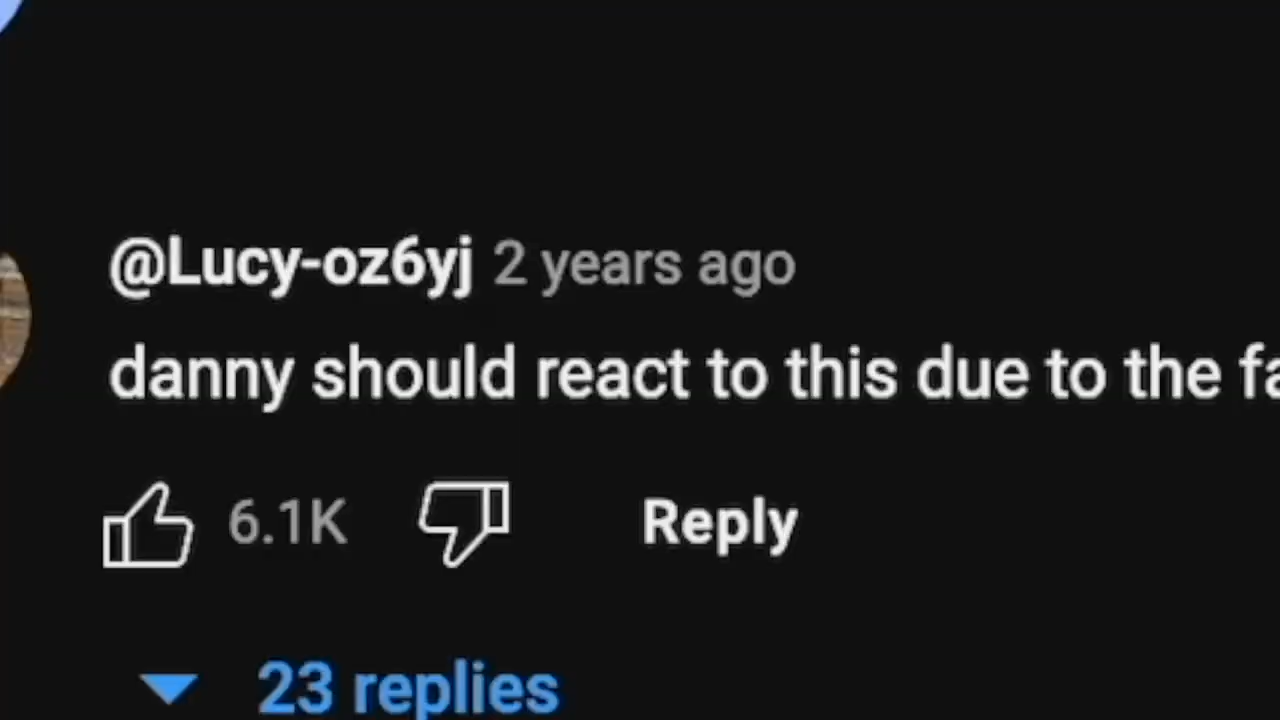 @Lucy-oz6yj 2 years ago
danny should react to this due to the fa
6.1K Reply
23 replies